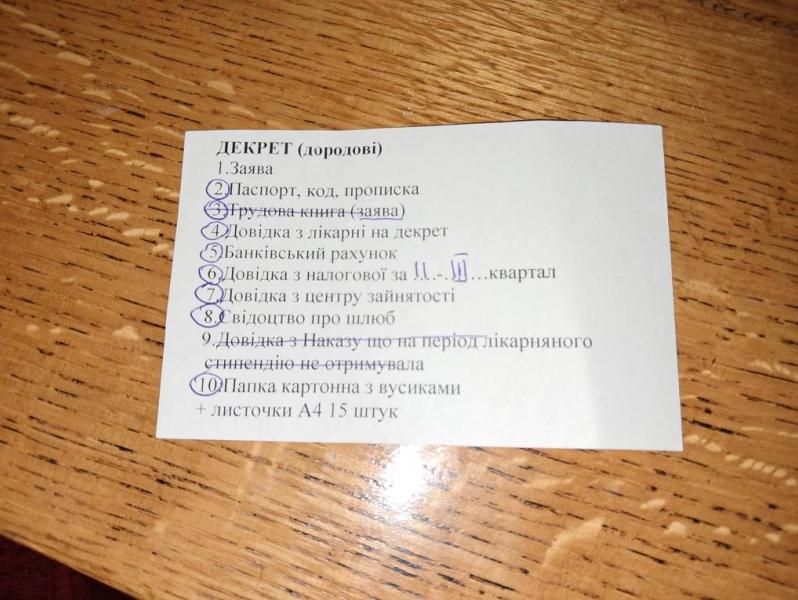 ДЕКРЕТ (дородові)
1.Заява
2.Паспорт, код, прописка
3.Трудова книга (заява)
4.Довідка з лікарні на декрет
5.Банківський рахунок
6.Довідка з налогової за II.-.III...квартал
7.Довідка з центру зайнятості
8.Свідоцтво про шлюб
9.Довідка з Наказу що на період лікарняного
стипендію не отримувала
10.Папка картонна з вусиками
+ листочки А4 15 штук